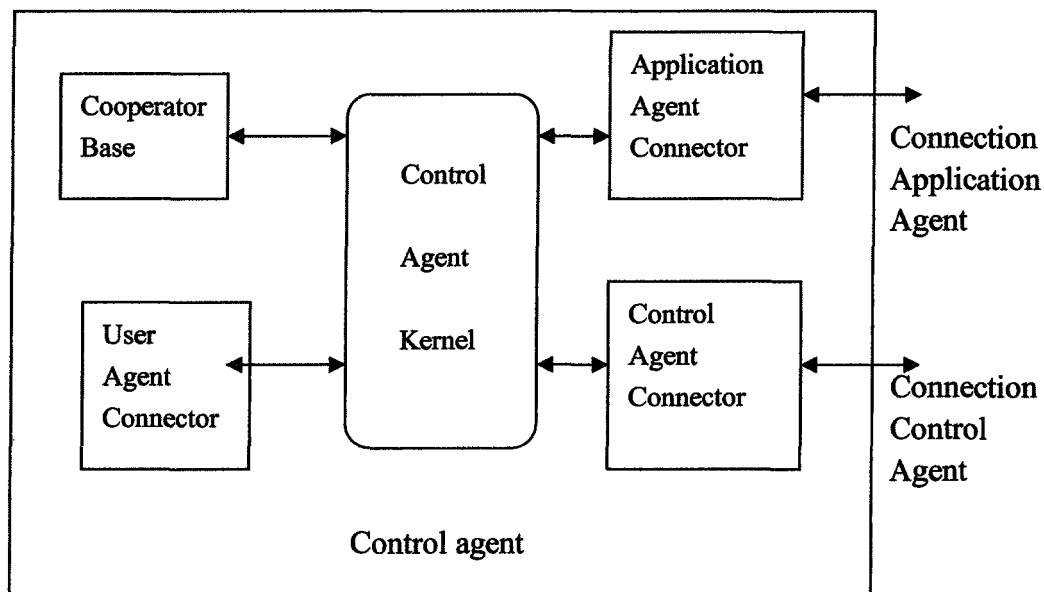 Cooperator
Base
User
Agent
Connector
Control
Agent
Kernel
Application
Agent
Connector
Control
Agent
Connector
Connection
Application
Agent
Connection
Control
Agent
Control agent